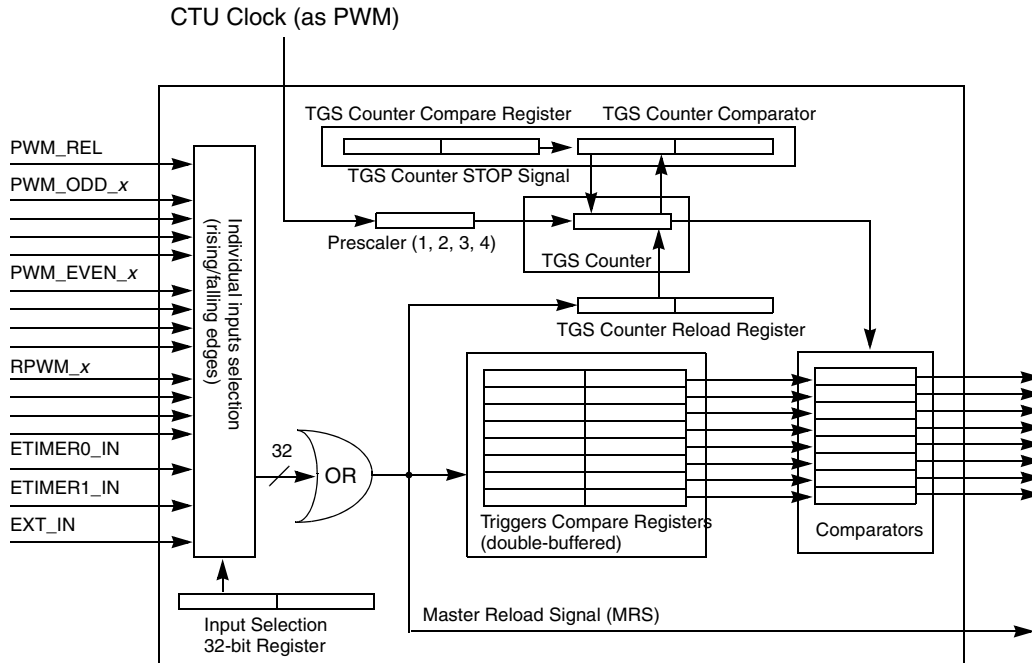 CTU Clock (as PWM)
TGS Counter Compare Register
TGS Counter Comparator
TGS Counter STOP Signal
PWM_REL
PWM_ODD_x
PWM_EVEN_x
RPWM_x
ETIMER0_IN
ETIMER1_IN
EXT_IN
Individual inputs selection
(rising/falling edges)
Prescaler (1, 2, 3, 4)
TGS Counter
TGS Counter Reload Register
32
OR
Triggers Compare Registers
(double-buffered)
Comparators
Input Selection
32-bit Register
Master Reload Signal (MRS)